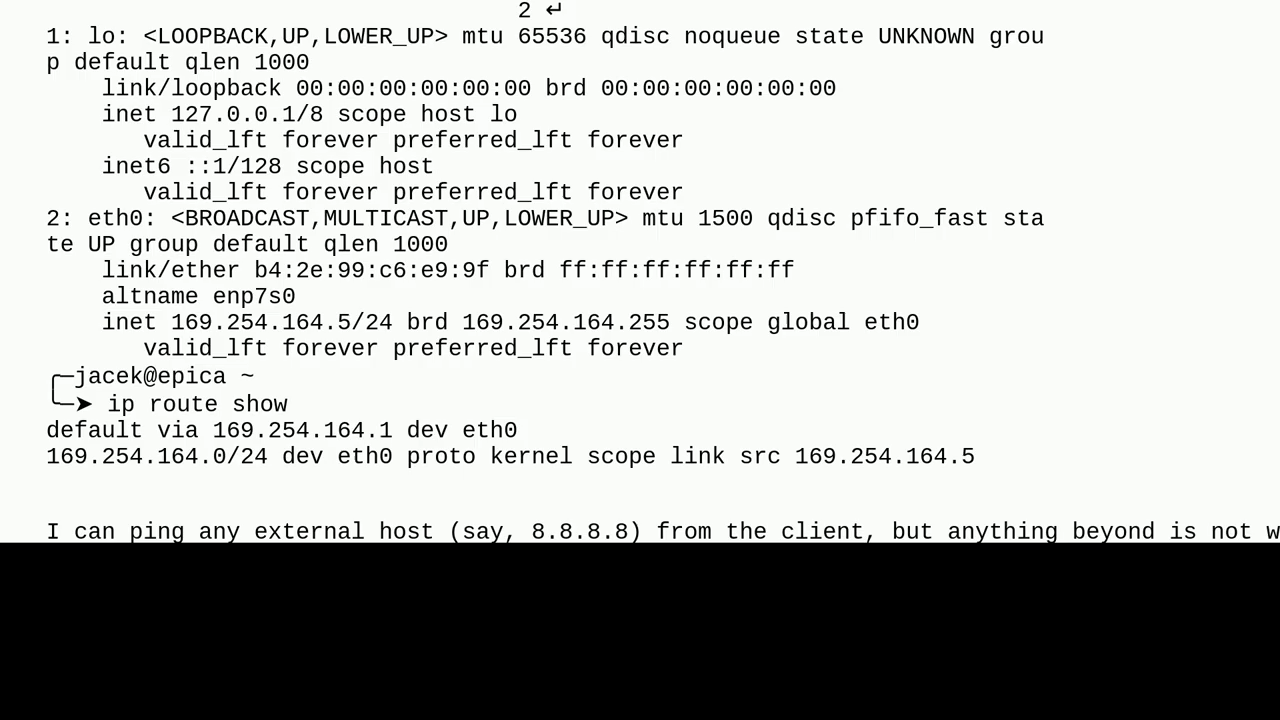 2 ↵
1: lo: <LOOPBACK,UP,LOWER_UP> mtu 65536 qdisc noqueue state UNKNOWN grou
p default qlen 1000
    link/loopback 00:00:00:00:00:00 brd 00:00:00:00:00:00
    inet 127.0.0.1/8 scope host lo
       valid_lft forever preferred_lft forever
    inet6 ::1/128 scope host
       valid_lft forever preferred_lft forever
2: eth0: <BROADCAST,MULTICAST,UP,LOWER_UP> mtu 1500 qdisc pfifo_fast sta
te UP group default qlen 1000
    link/ether b4:2e:99:c6:e9:9f brd ff:ff:ff:ff:ff:ff
    altname enp7s0
    inet 169.254.164.5/24 brd 169.254.164.255 scope global eth0
       valid_lft forever preferred_lft forever
╭─jacek@epica ~
╰─➤ ip route show
default via 169.254.164.1 dev eth0
169.254.164.0/24 dev eth0 proto kernel scope link src 169.254.164.5
I can ping any external host (say, 8.8.8.8) from the client, but anything beyond is not w